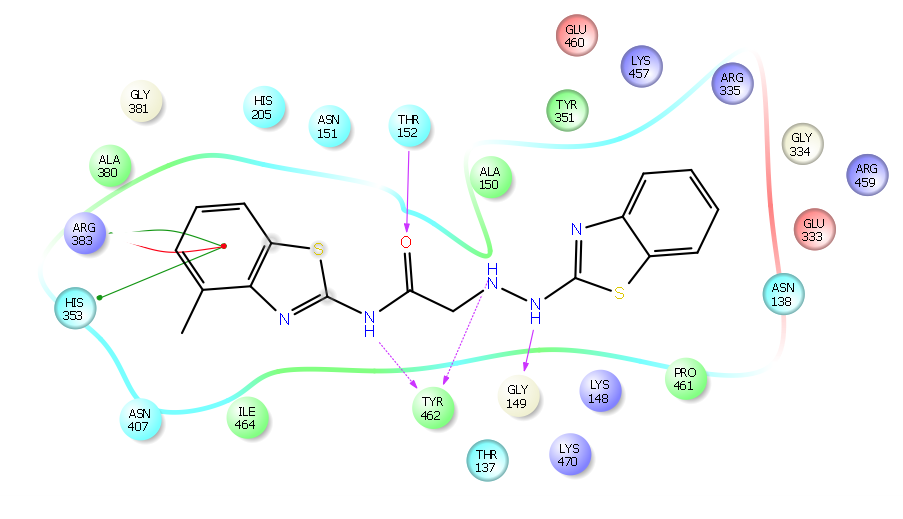 GLU
460
LYS
457
ARG
335
GLY
381
HIS
205
ASN
151
THR
152
TYR
351
GLY
334
ALA
380
ALA
150
ARG
459
ARG
383
GLU
333
S
O
N
H
N
HIS
353
N
N
H
N
H
S
ASN
138
ASN
407
ILE
464
TYR
462
GLY
149
LYS
148
PRO
461
THR
137
LYS
470